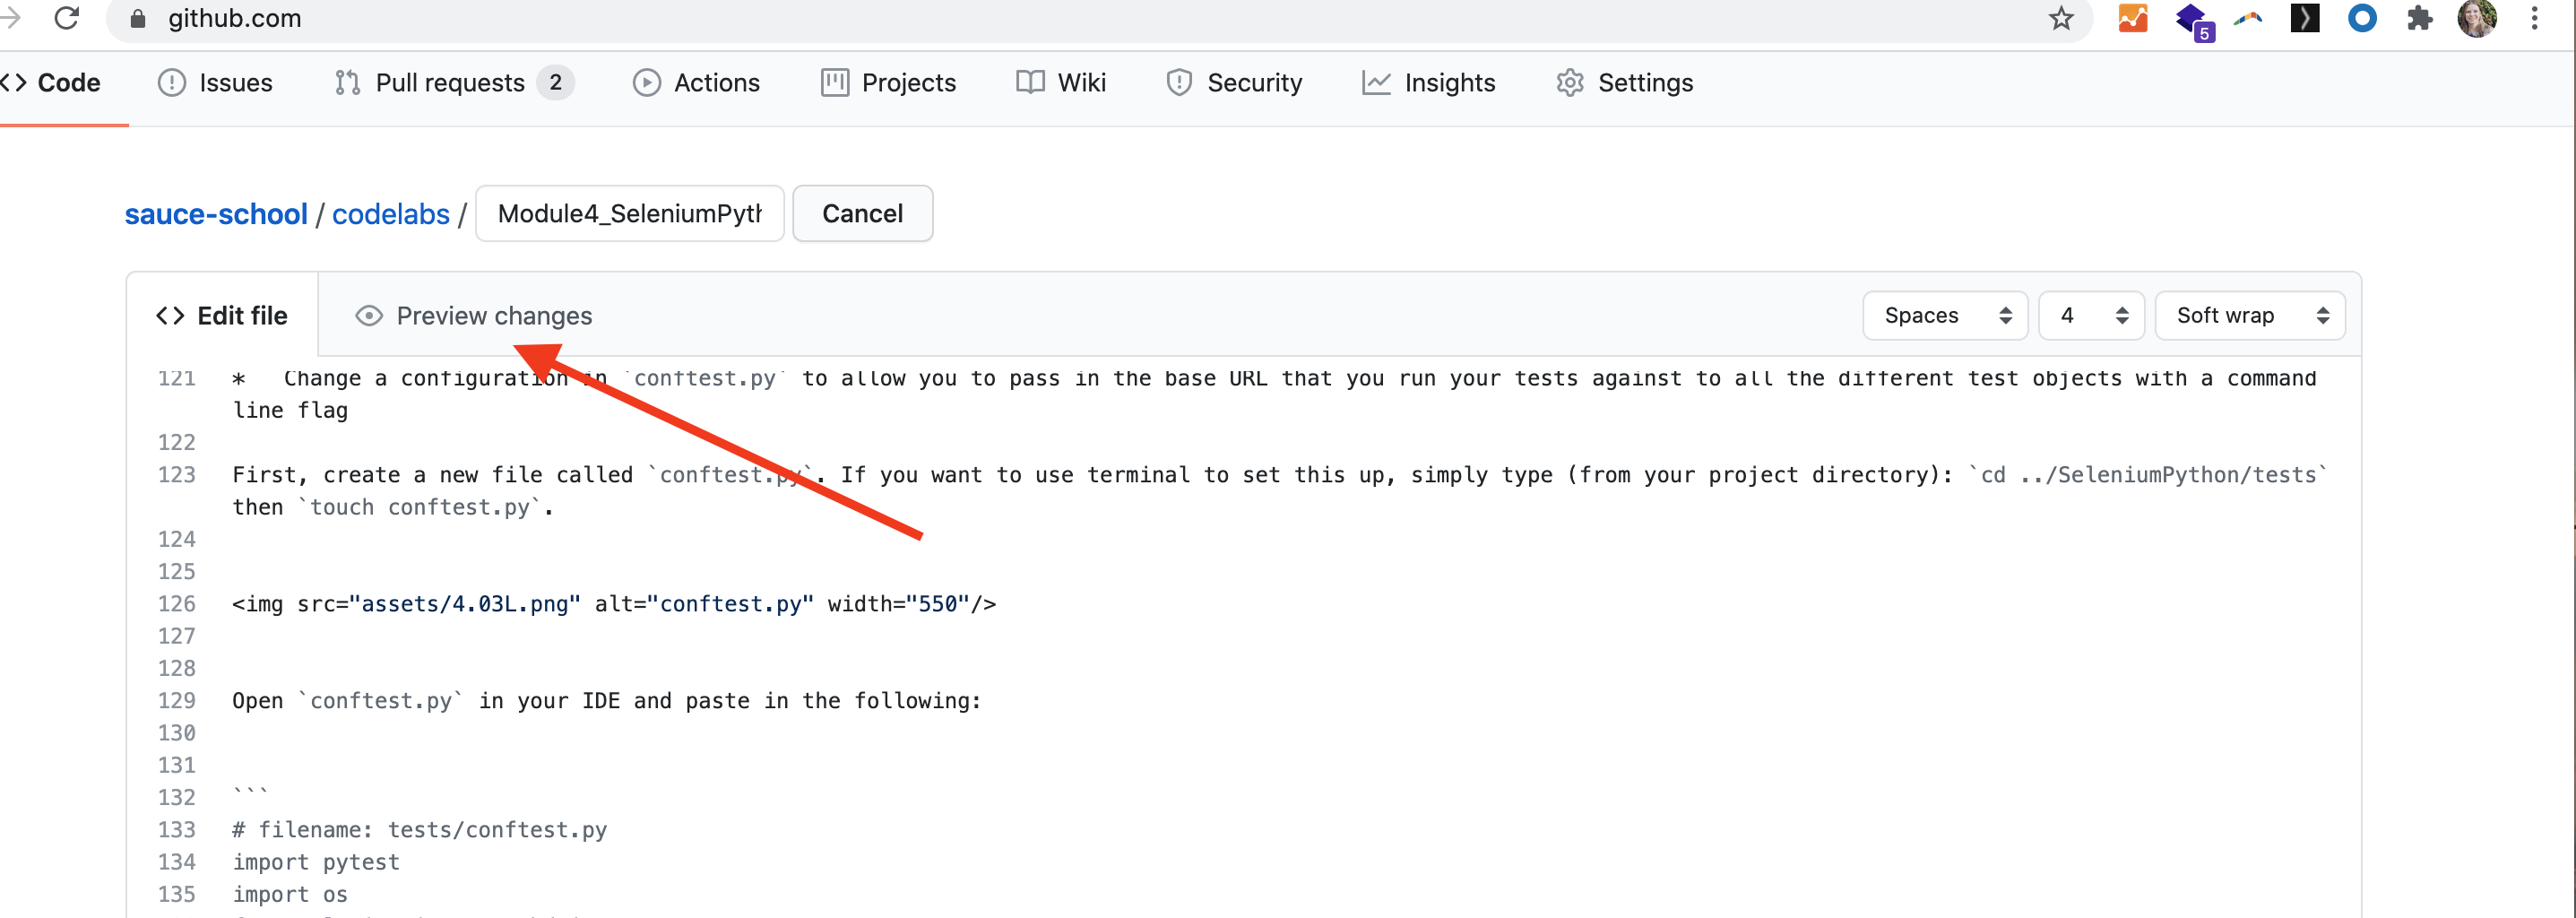 github.com
5
<> Code Issues Pull requests 2 Actions Projects Wiki Security Insights Settings
sauce-school / codelabs / Module4_SeleniumPyth Cancel
<> Edit file Preview changes Spaces 4 Soft wrap
121 * Change a configuration in `conftest.py` to allow you to pass in the base URL that you run your tests against to all the different test objects with a command
line flag
122
123 First, create a new file called `conftest.py`. If you want to use terminal to set this up, simply type (from your project directory): `cd ../SeleniumPython/tests`
then `touch conftest.py`.
124
125
126 <img src="assets/4.03L.png" alt="conftest.py" width="550"/>
127
128
129 Open `conftest.py` in your IDE and paste in the following:
130
131
132 ```
133 # filename: tests/conftest.py
134 import pytest
135 import os